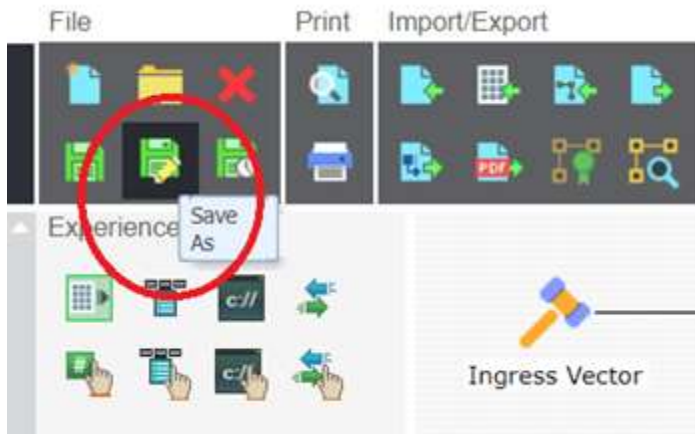 File
Print
Import/Export
PDF
Experience
Save
As
c://
#
c://
Ingress Vector